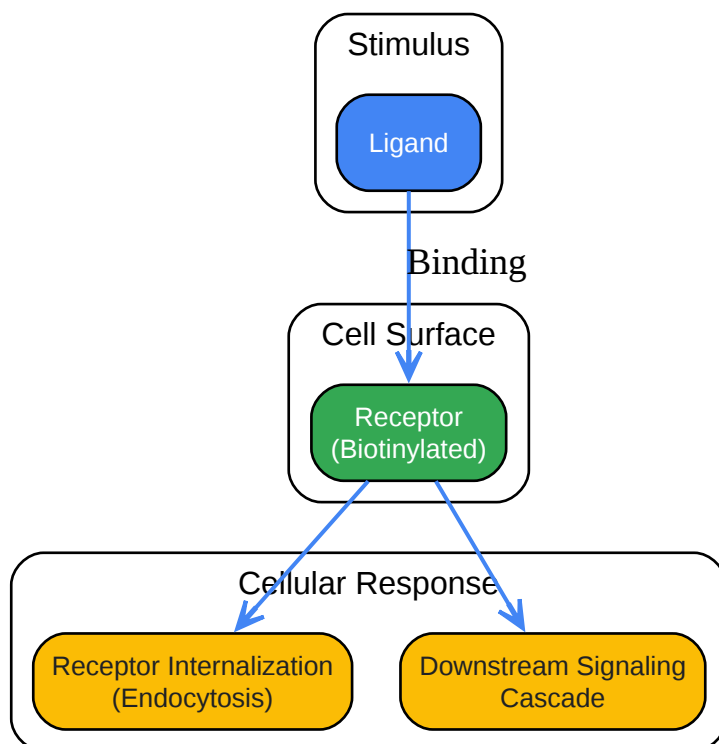 Stimulus
Ligand
Binding
Cell Surface
Receptor
(Biotinylated)
Cellular Response
Receptor Internalization
(Endocytosis)
Downstream Signaling
Cascade